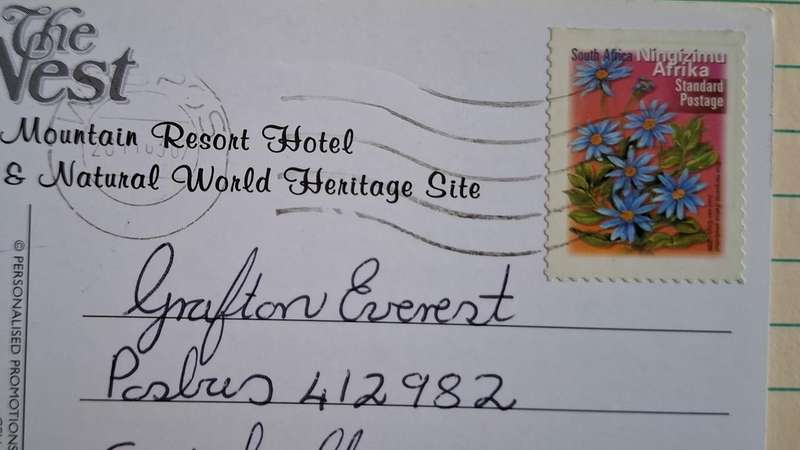 The
Nest
Mountain Resort Hotel
& Natural World Heritage Site
South Africa Ningizimu
Afrika
Standard
Postage
© PERSONALISED PROMOTIONS
Grafton Everest
Posbus 412982